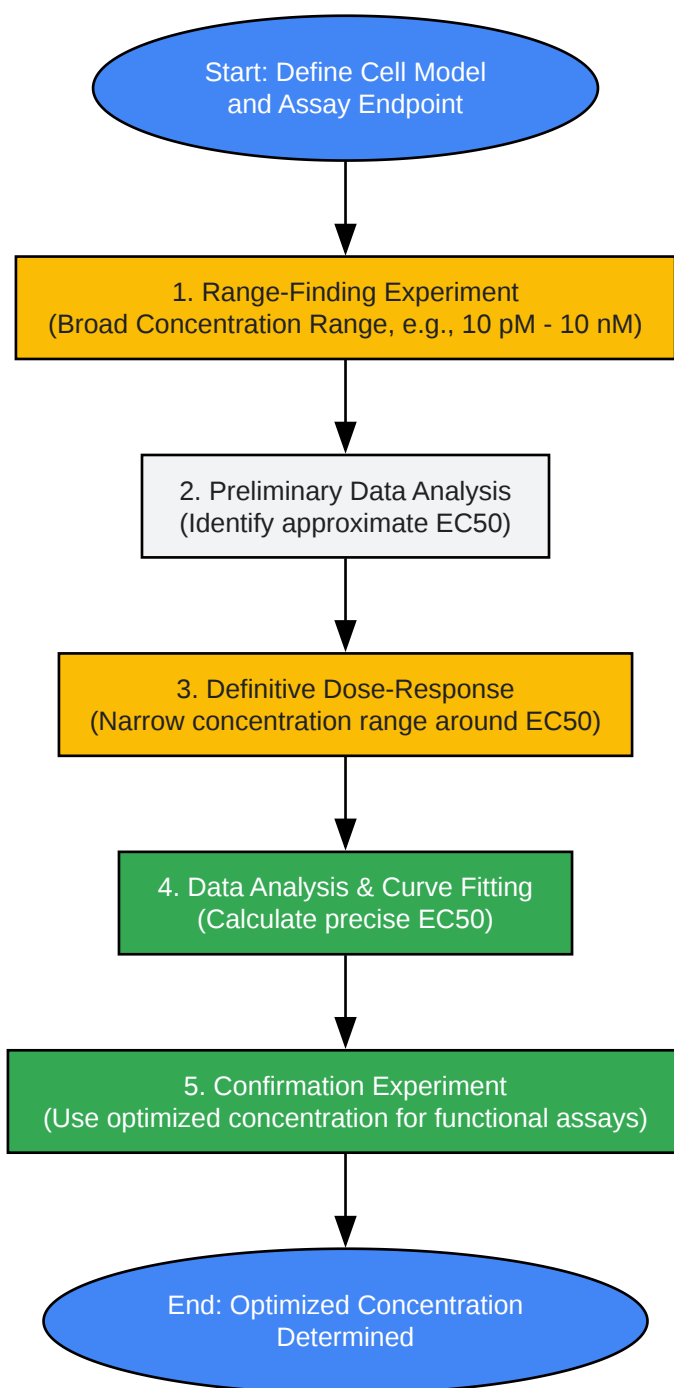 Start: Define Cell Model
and Assay Endpoint
1. Range-Finding Experiment
(Broad Concentration Range, e.g., 10 pM - 10 nM)
2. Preliminary Data Analysis
(Identify approximate EC50)
3. Definitive Dose-Response
(Narrow concentration range around EC50)
4. Data Analysis & Curve Fitting
(Calculate precise EC50)
5. Confirmation Experiment
(Use optimized concentration for functional assays)
End: Optimized Concentration
Determined